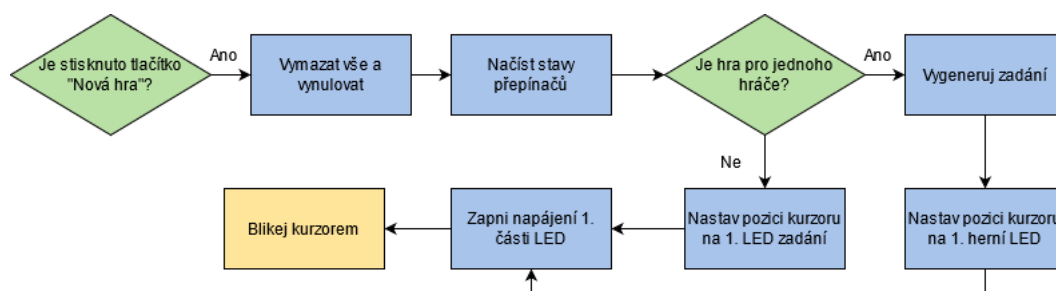 Je stisknuto tlačítko
"Nová hra"?
Ano
Vymazat vše a
vynulovat
Načíst stavy
přepínačů
Je hra pro jednoho
hráče?
Ano
Vygeneruj zadání
Ne
Blikej kurzorem
Zapni napájení 1.
části LED
Nastav pozici kurzoru
na 1. LED zadání
Nastav pozici kurzoru
na 1. herní LED